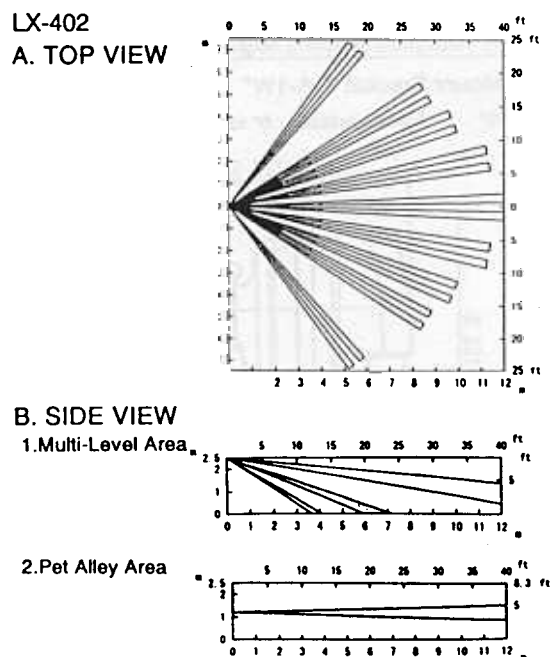 LX-402
A. TOP VIEW
0 5 10 15 20 25 30 35 40 ft
25 ft
20
15
10
5
0
5
10
15
20
25 ft
2 3 4 5 6 7 8 9 10 11 12
m
B. SIDE VIEW
1.Multi-Level Area
m 5 10 15 20 25 30 35 40 ft
2.5 ft
2
1
0
5
0 1 2 3 4 5 6 7 8 9 10 11 12
m
2.Pet Alley Area
m 5 10 15 20 25 30 35 40 ft
2.5 8.3 ft
2
1
0
5
0 1 2 3 4 5 6 7 8 9 10 11 12
m